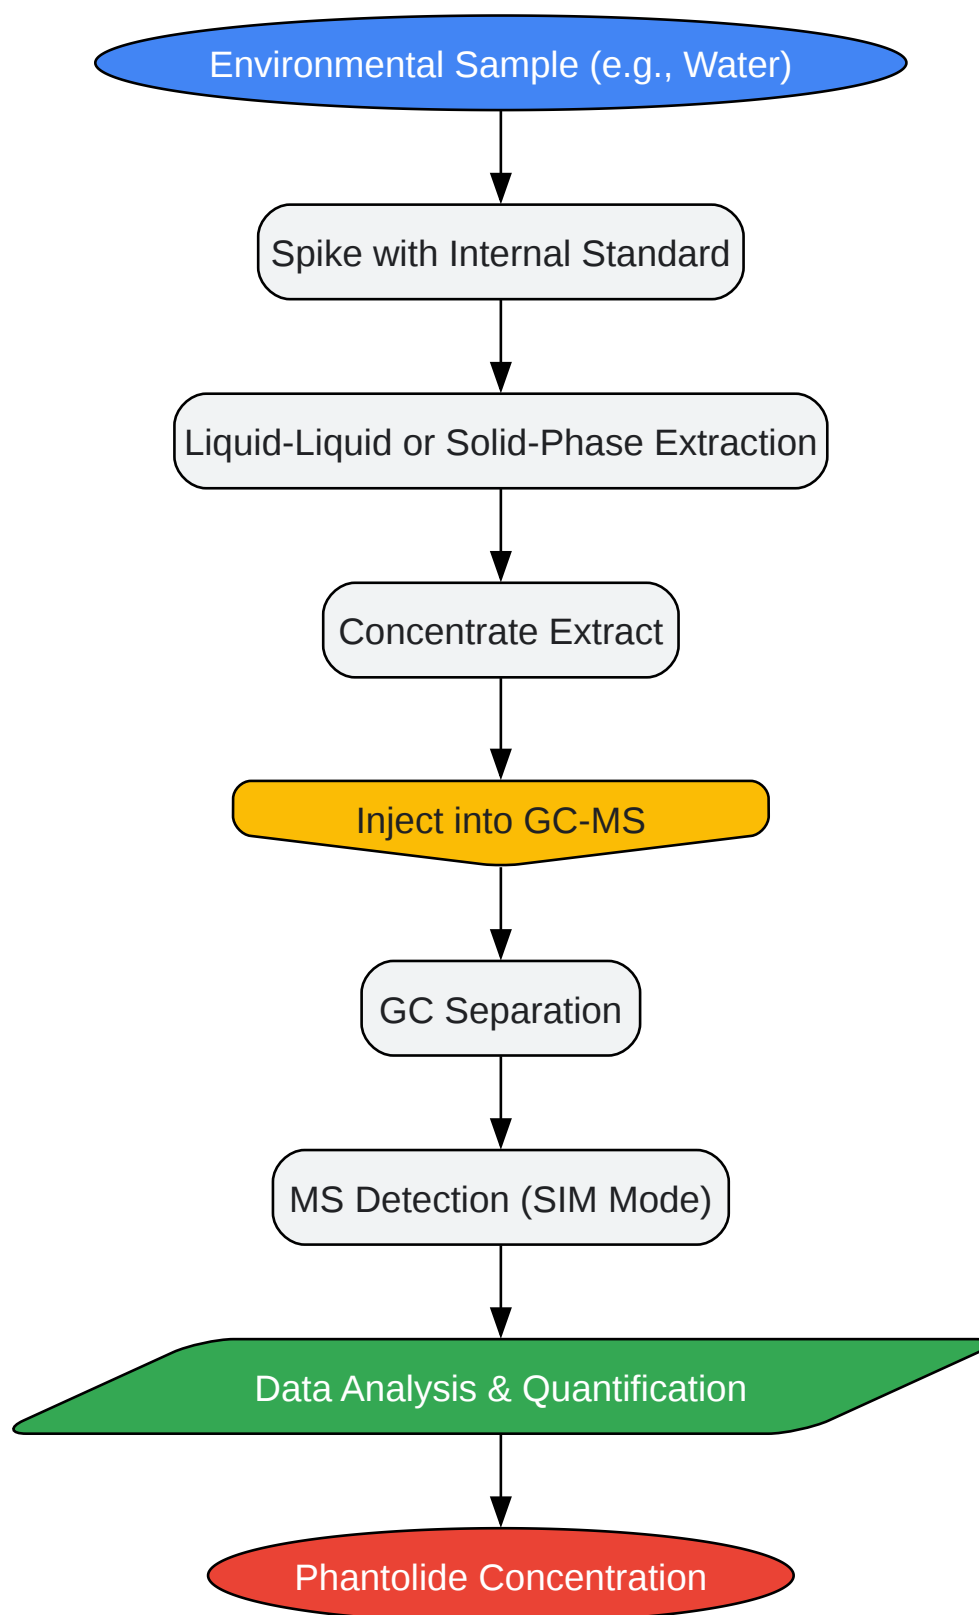 Environmental Sample (e.g., Water)
Spike with Internal Standard
Liquid-Liquid or Solid-Phase Extraction
Concentrate Extract
Inject into GC-MS
GC Separation
MS Detection (SIM Mode)
Data Analysis & Quantification
Phantolide Concentration